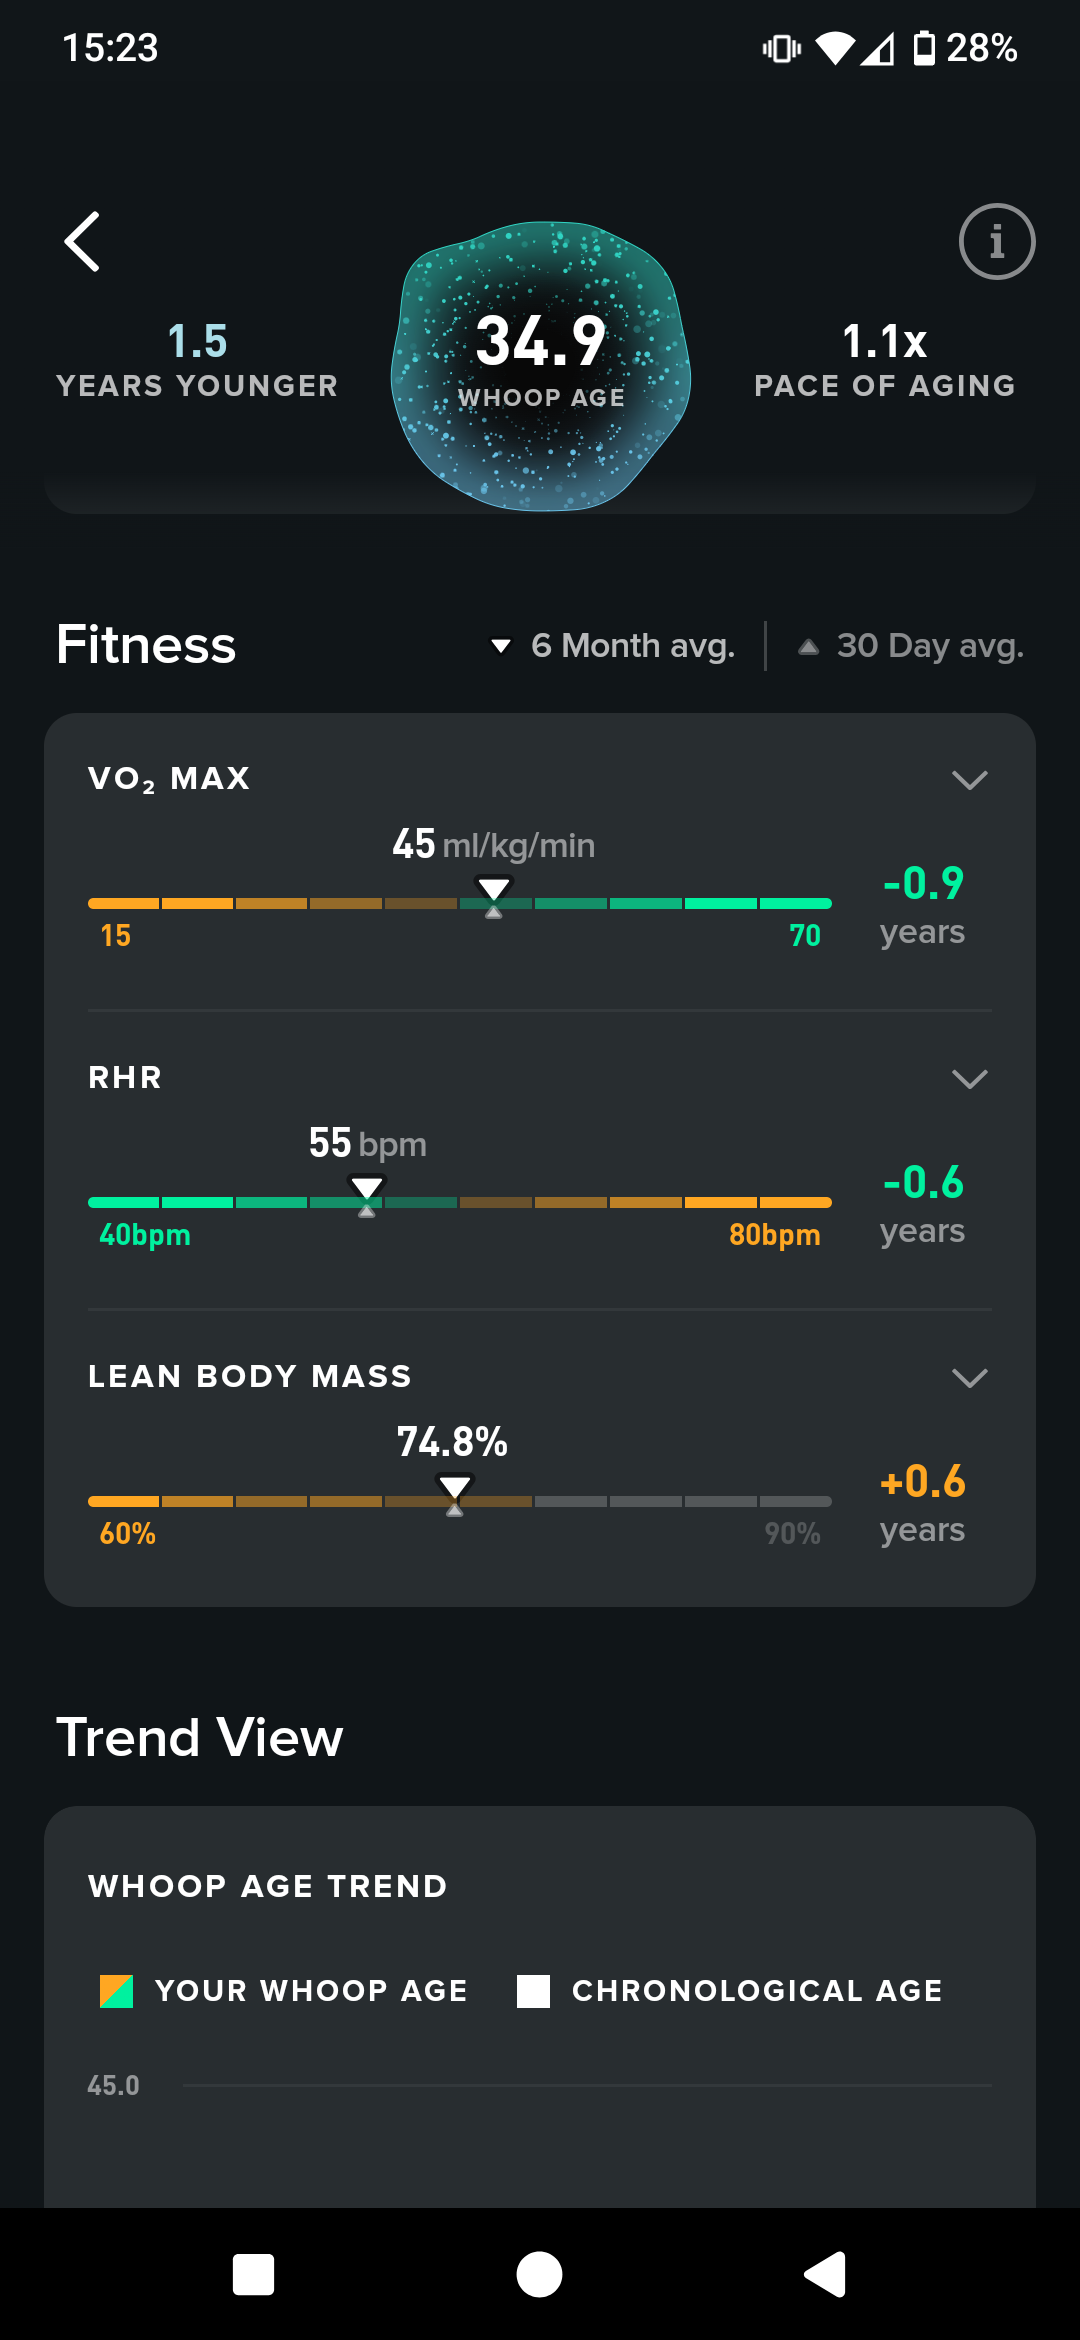 15:23 28%
1.5 34.9 1.1x
YEARS YOUNGER WHOOP AGE PACE OF AGING
Fitness 6 Month avg. 30 Day avg.
VO₂ MAX
45 ml/kg/min
-0.9
15 70 years
RHR
55 bpm
-0.6
40bpm 80bpm years
LEAN BODY MASS
74.8%
+0.6
60% 90% years
Trend View
WHOOP AGE TREND
YOUR WHOOP AGE CHRONOLOGICAL AGE
45.0